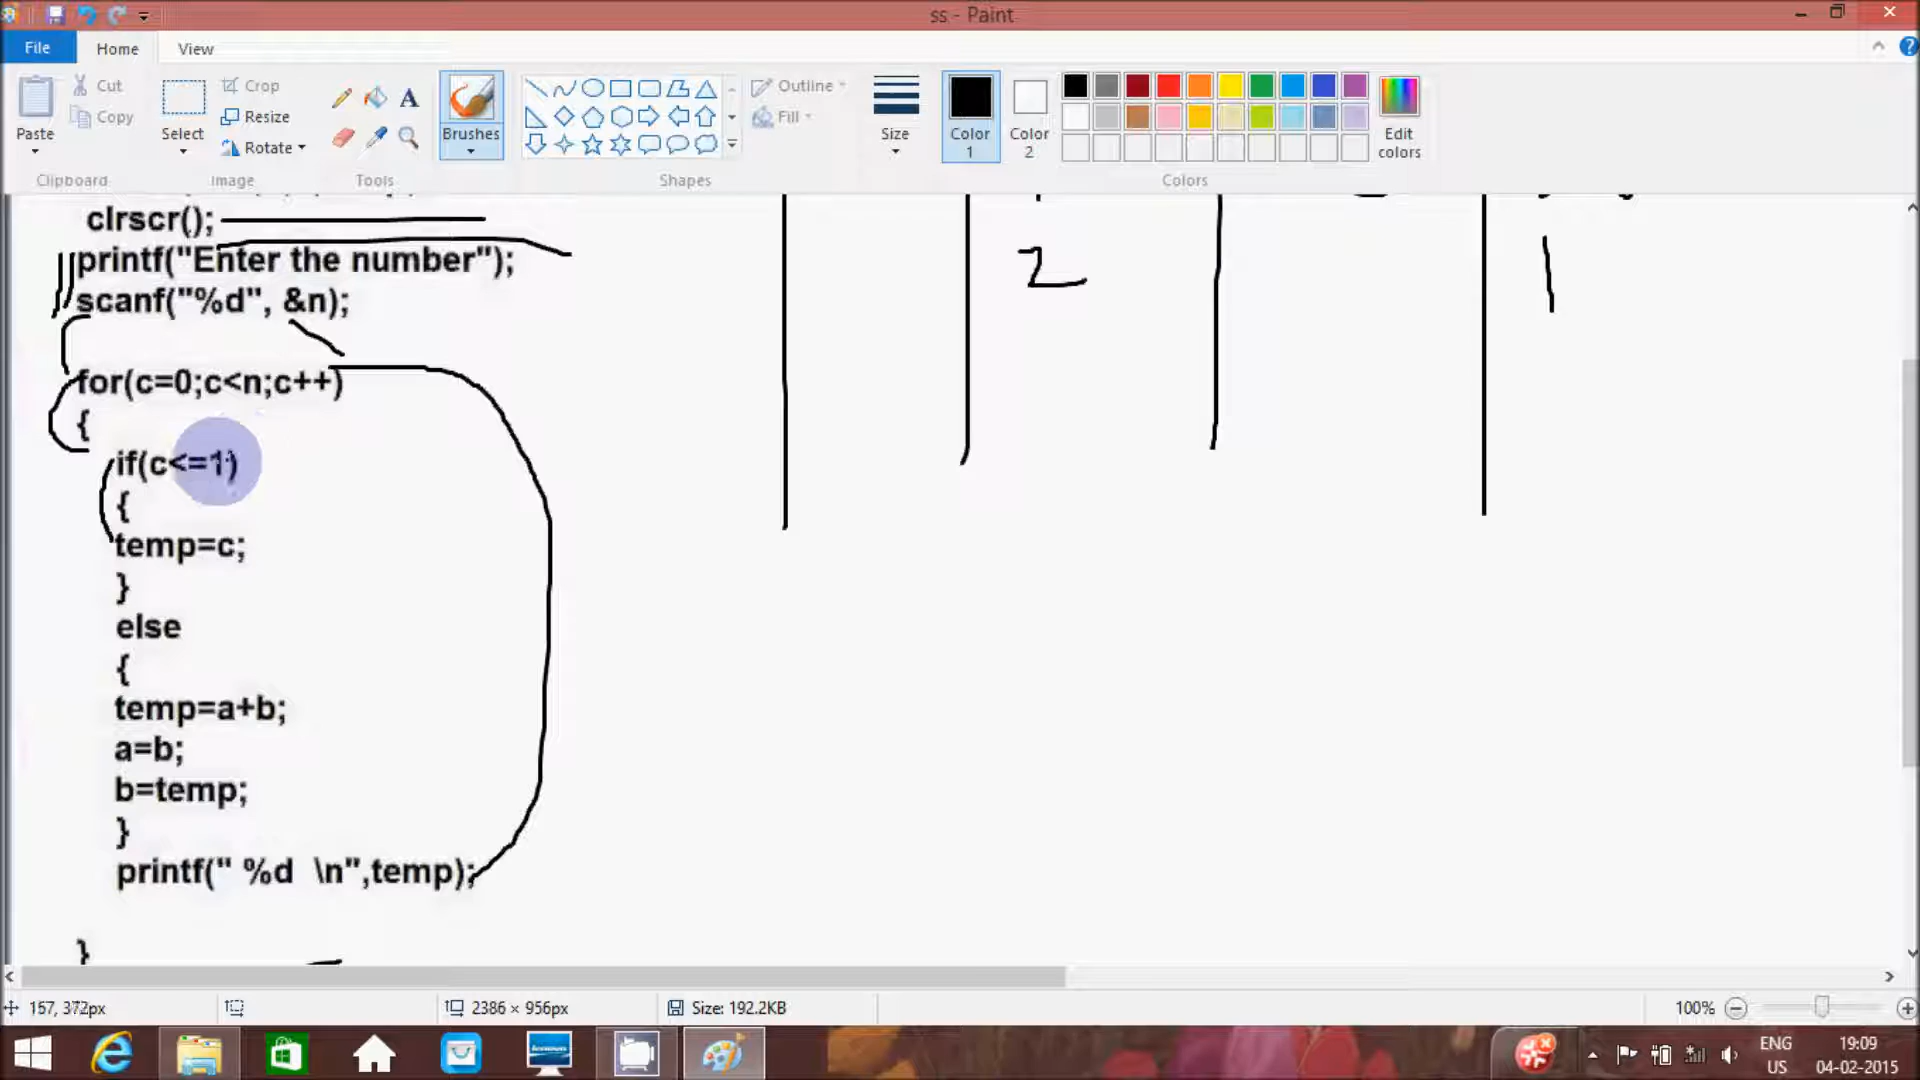 ss - Paint
File Home View
Paste
Cut
Copy
Clipboard
Select
Crop
Resize
Rotate
Image
A
Tools
Brushes
Shapes
Outline
Fill
Size
Color 1
Color 2
Edit colors
Colors
clrscr();
printf("Enter the number");
scanf("%d", &n);
for(c=0;c<n;c++)
{
if(c<=1)
{
temp=c;
}
else
{
temp=a+b;
a=b;
b=temp;
}
printf(" %d \n",temp);
}
2
1
157, 372px
2386 × 956px
Size: 192.2KB
100%
lenovo
ENG
US
19:09
04-02-2015